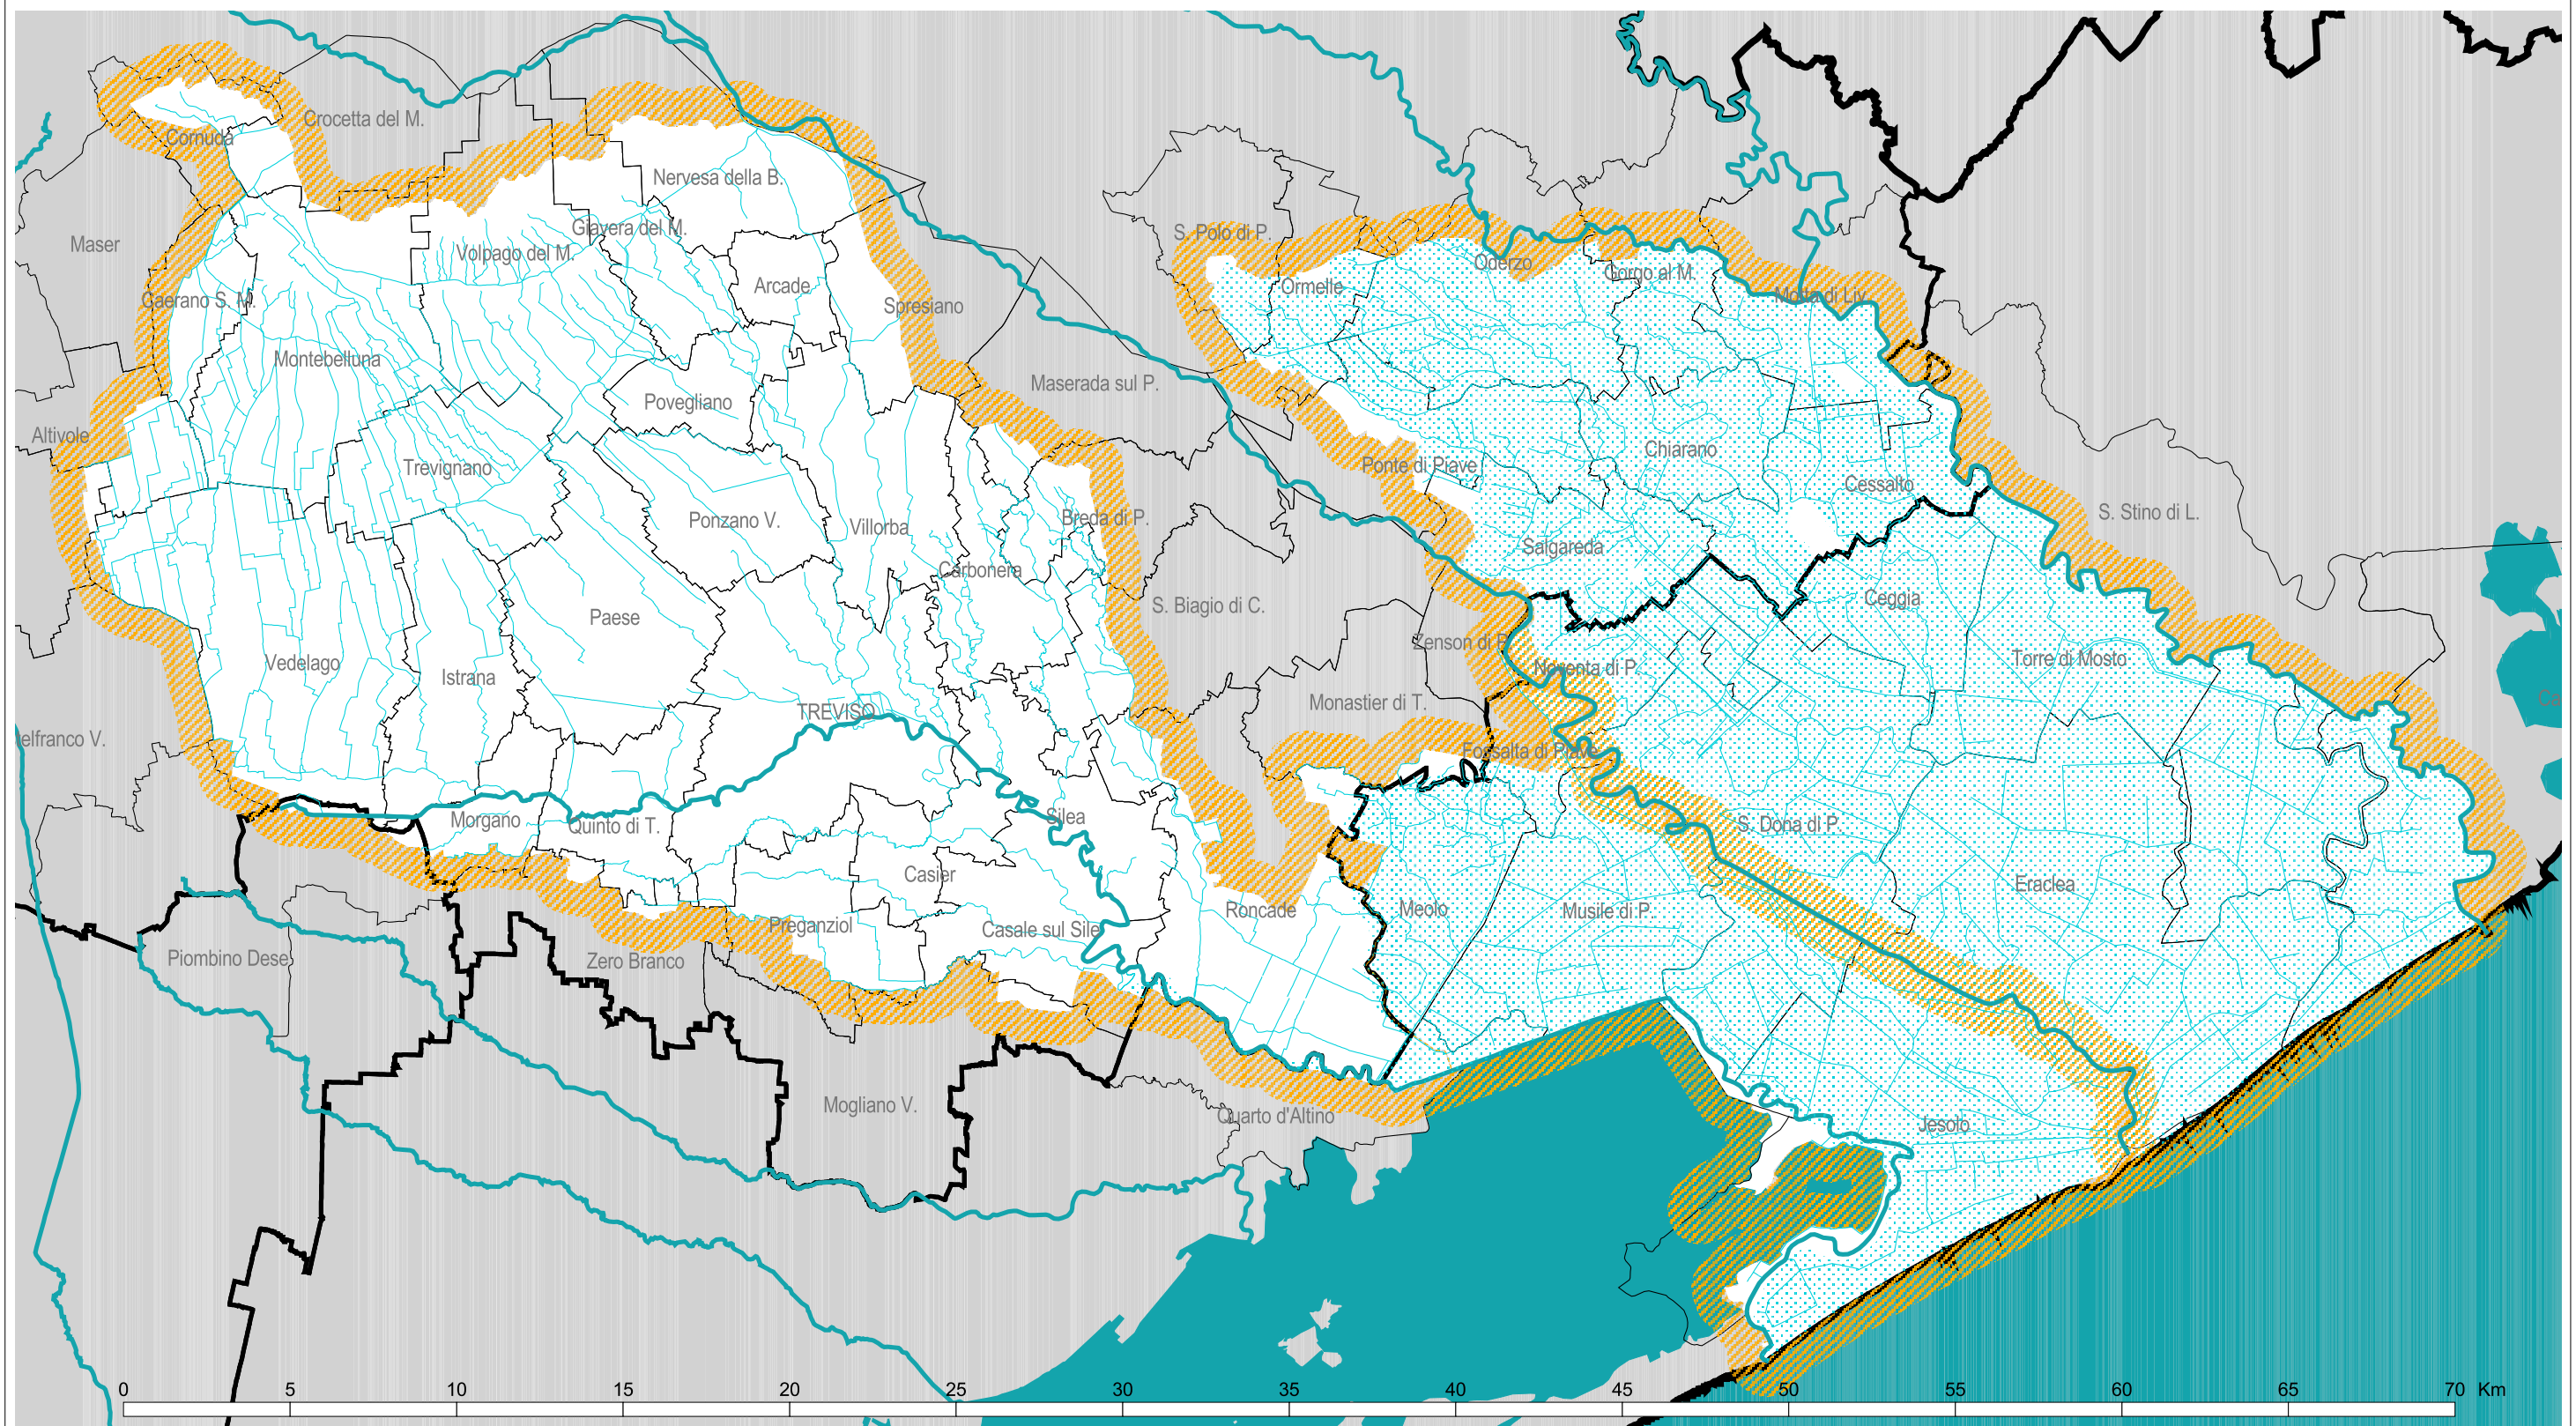 Crocetta del M.
Cornuda
Nervesa della B.
Giavera del M.
S. Polo di P.
Maser
Volpago del M.
Oderzo
Gorgo al M.
Arcade
Ormelle
Motta di Liv.
Caerano S. M.
Spresiano
Montebelluna
Maserada sul P.
Povegliano
Altivole
Chiarano
Trevignano
Ponte di Piave
Cessalto
S. Stino di L.
Ponzano V.
Villorba
Breda di P.
Salgareda
Carbonera
Ceggia
S. Biagio di C.
Paese
Zenson di P.
Torre di Mosto
Vedelago
Noventa di P.
Istrana
Monastier di T.
Ca
TREVISO
elfranco V.
Fossalta di Piave
Silea
Morgano
Quinto di T.
S. Dona di P.
Casier
Eraclea
Roncade
Meolo
Musile di P.
Preganziol
Casale sul Sile
Piombino Dese
Zero Branco
Mogliano V.
Quarto d'Altino
Jesolo
0 5 10 15 20 25 30 35 40 45 50 55 60 65 70 Km